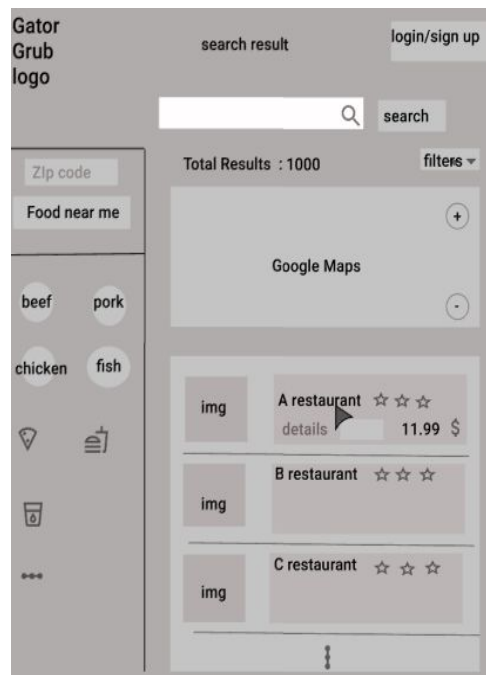 Gator
Grub
logo
search result
login/sign up
search
ZIp code
Food near me
Total Results : 1000
filters
Google Maps
+
-
beef
pork
chicken
fish
img
A restaurant
details
11.99 $
img
B restaurant
img
C restaurant